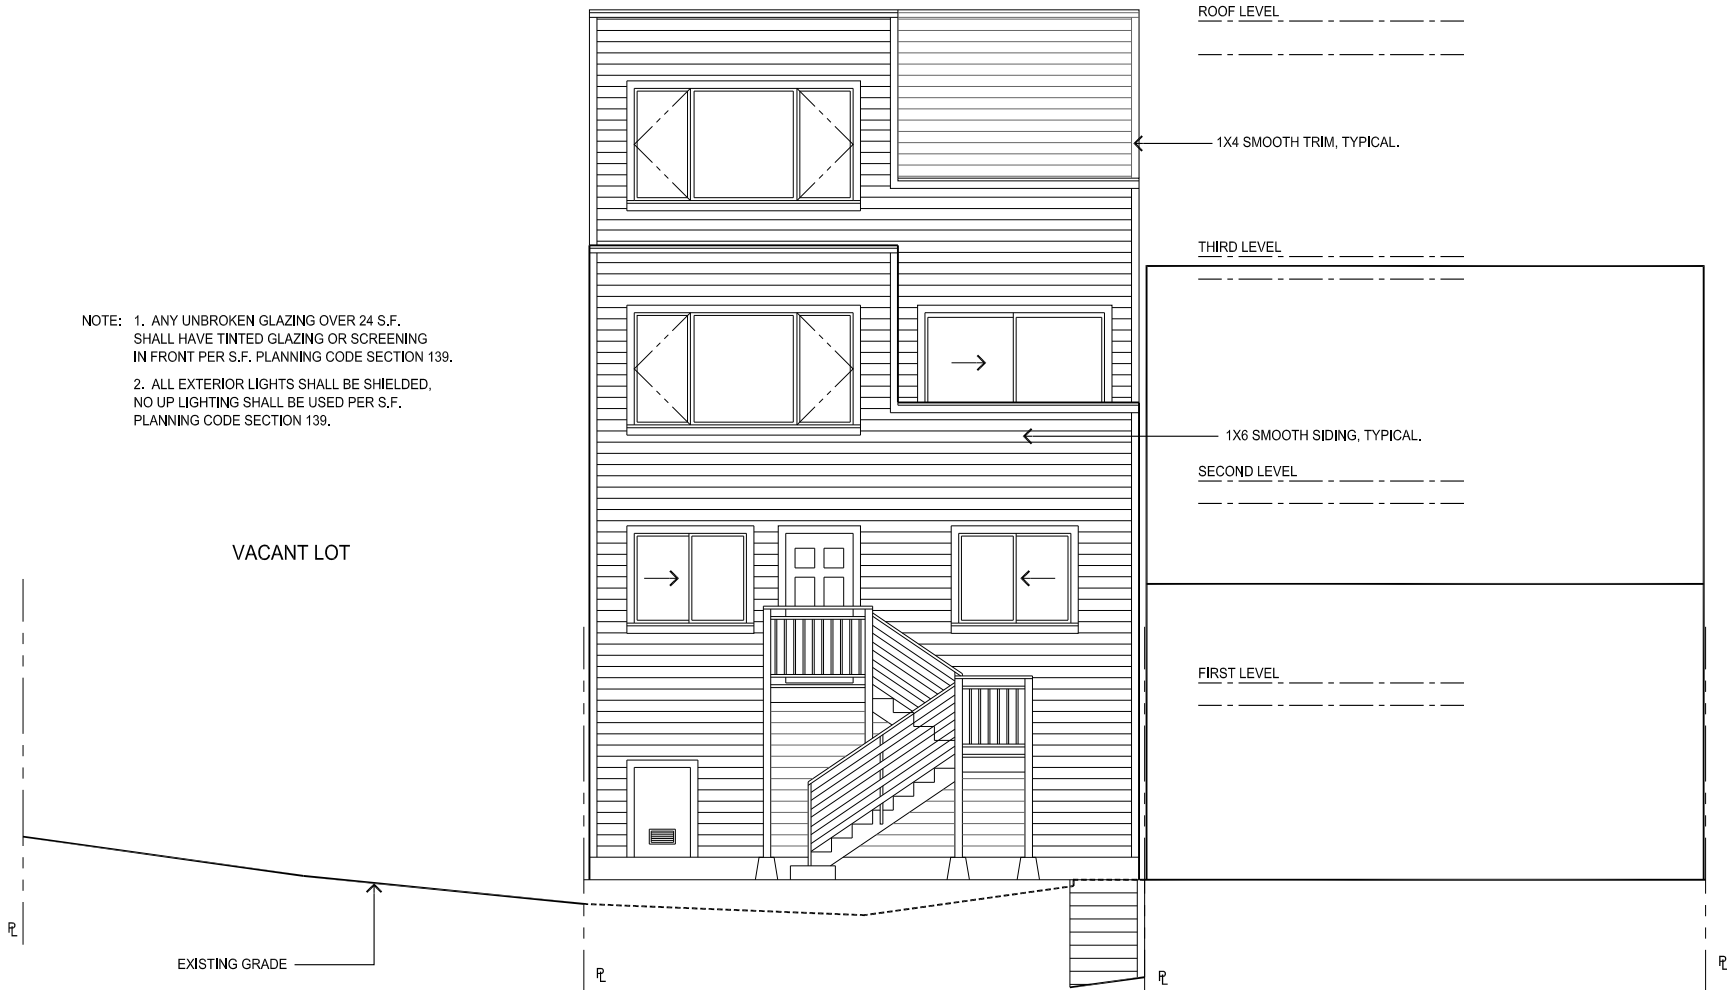 ROOF LEVEL
1X4 SMOOTH TRIM, TYPICAL.
THIRD LEVEL
NOTE: 1. ANY UNBROKEN GLAZING OVER 24 S.F.
SHALL HAVE TINTED GLAZING OR SCREENING
IN FRONT PER S.F. PLANNING CODE SECTION 139.
2. ALL EXTERIOR LIGHTS SHALL BE SHIELDED,
NO UP LIGHTING SHALL BE USED PER S.F.
PLANNING CODE SECTION 139.
1X6 SMOOTH SIDING, TYPICAL.
SECOND LEVEL
VACANT LOT
FIRST LEVEL
PL
EXISTING GRADE
PL
PL
PL